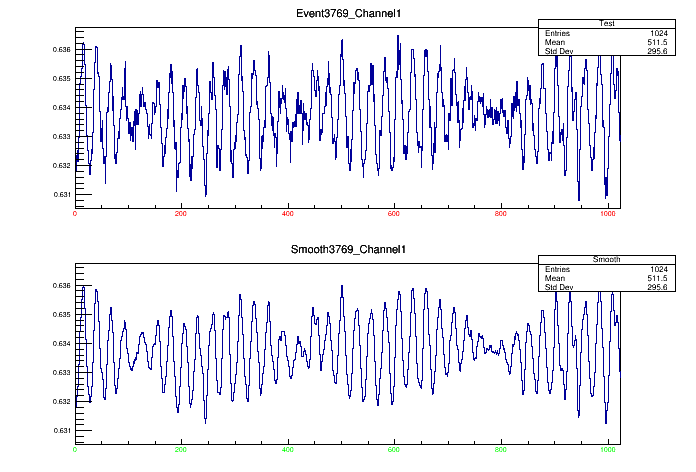 Event3769_Channel1
Test
Entries 1024
Mean 511.5
Std Dev 295.6
0.636
0.635
0.634
0.633
0.632
0.631
0 200 400 600 800 1000
Smooth3769_Channel1
Smooth
Entries 1024
Mean 511.5
Std Dev 295.6
0.636
0.635
0.634
0.633
0.632
0.631
0 200 400 600 800 1000